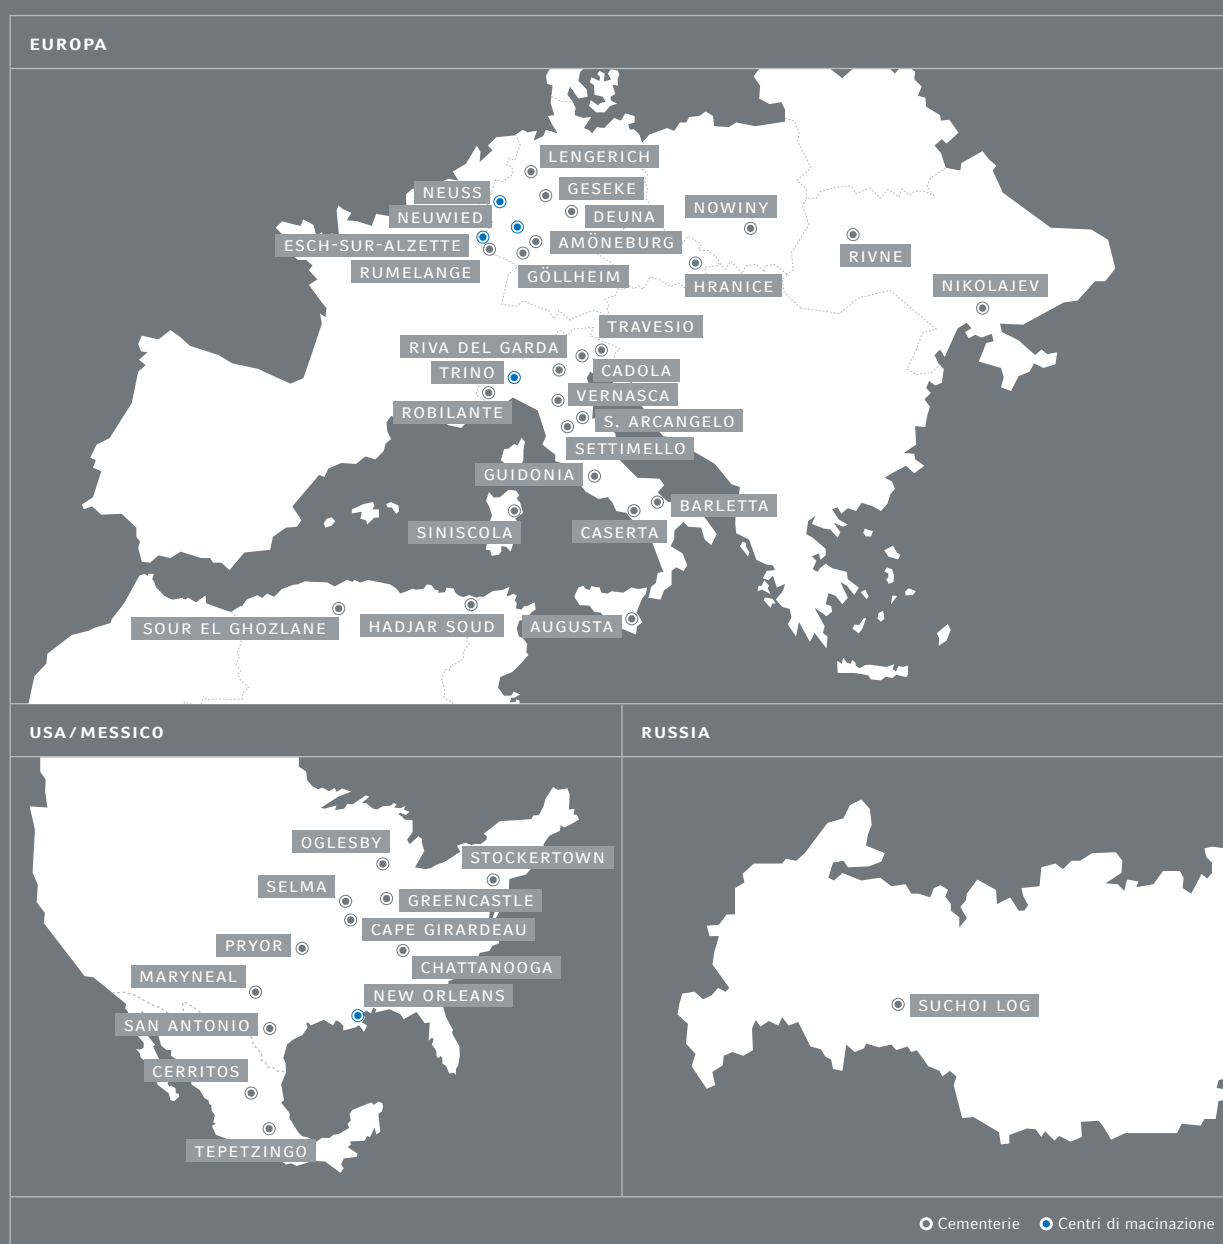 EUROPA
LENGERICH
NEUSS
GESEKE
NEUWIED
DEUNA
NOWINY
ESCH-SUR-ALZETTE
AMÖNEBURG
RIVNE
RUMELANGE
GÖLLHEIM
HRANICE
NIKOLAJEV
TRAVESIO
RIVA DEL GARDA
TRINO
CADOLA
VERNASCA
ROBILANTE
S. ARCANGELO
SETTIMELLO
GUIDONIA
BARLETTA
SINISCOLA
CASERTA
SOUR EL GHOZLANE
HADJAR SOUD
AUGUSTA
USA/MESSICO
OGLESBY
STOCKERTOWN
SELMA
GREENCASTLE
CAPE GIRARDEAU
PRYOR
CHATTANOOGA
MARYNEAL
NEW ORLEANS
SAN ANTONIO
CERRITOS
TEPETZINGO
RUSSIA
SUCHOI LOG
Cementerie
Centri di macinazione